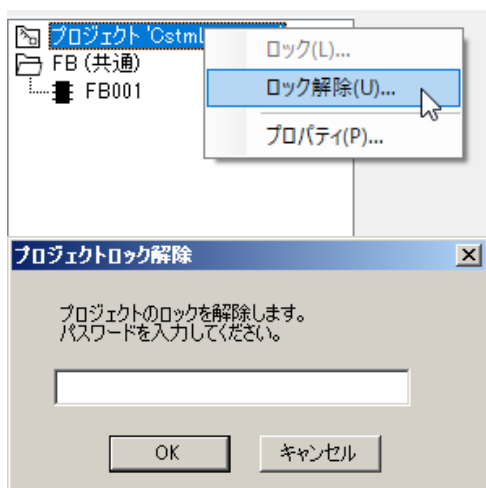 プロジェクト 'Cstml
ロック(L)...
FB (共通)
ロック解除(U)...
FB001
プロパティ(P)...
プロジェクトロック解除
プロジェクトのロックを解除します。
パスワードを入力してください。
OK
キャンセル